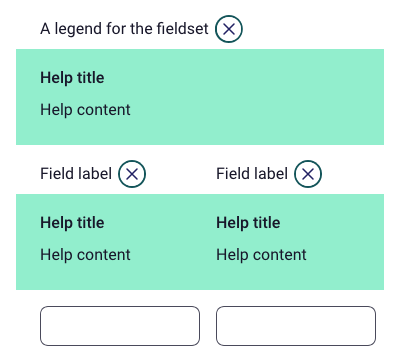 A legend for the fieldset
Help title
Help content
Field label
Field label
Help title
Help title
Help content
Help content